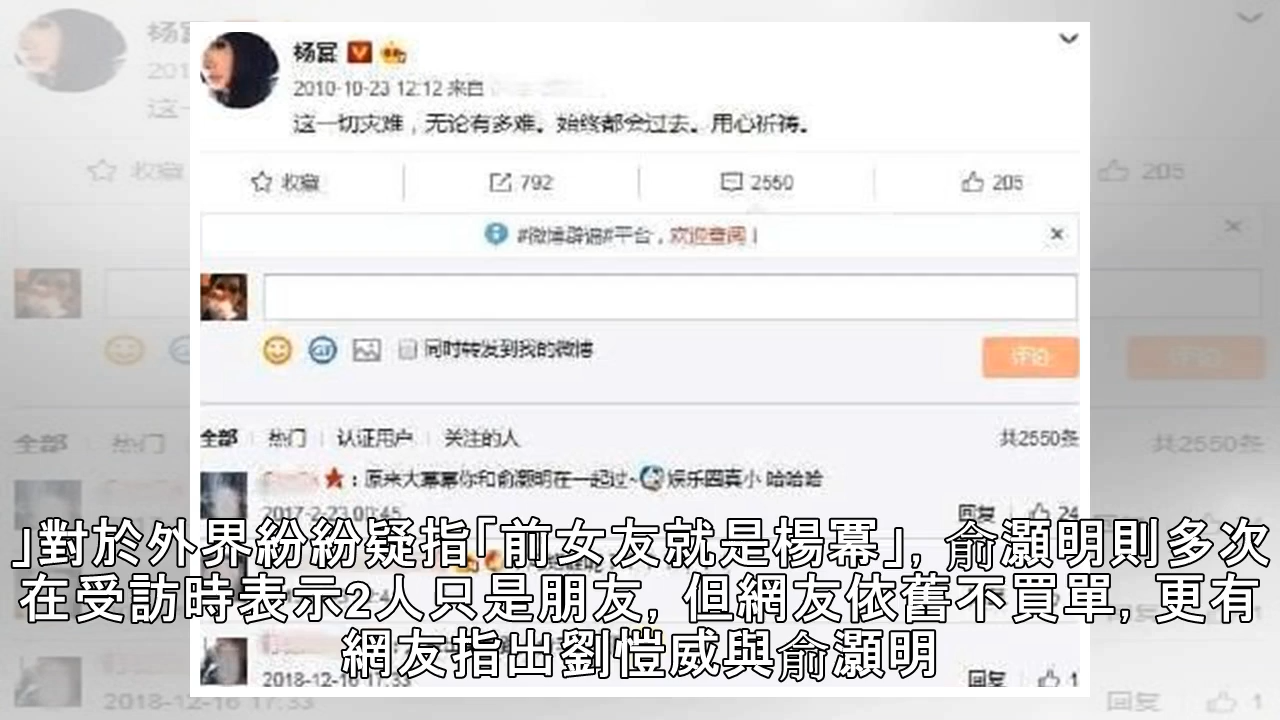 杨冪
2010-10-23 12:12 来自
这一切灾难，无论有多难。始终都会过去。用心祈祷。
收藏
792
2550
205
#微博辟谣#平台，欢迎查阅！
同时转发到我的微博
评论
全部
热门
认证用户
关注的人
共2550条
：原来大幂幂你和俞灏明在一起过~娱乐圈真小 哈哈哈
2017-2-23 00:45
回复
24
」對於外界紛紛疑指「前女友就是楊冪」，俞灝明則多次
在受訪時表示2人只是朋友，但網友依舊不買單，更有
網友指出劉愷威與俞灝明
2018-12-16 17:33
回复
1